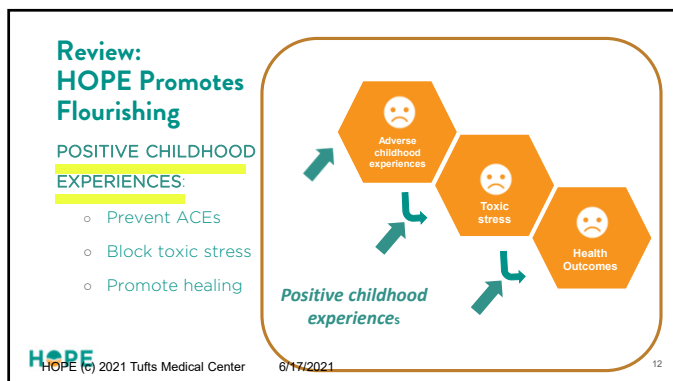 Review:
HOPE Promotes
Flourishing
POSITIVE CHILDHOOD
EXPERIENCES:
○ Prevent ACEs
○ Block toxic stress
○ Promote healing
Adverse
childhood
experiences
Toxic
stress
Health
Outcomes
Positive childhood
experiences
HOPE
HOPE (c) 2021 Tufts Medical Center
6/17/2021
12